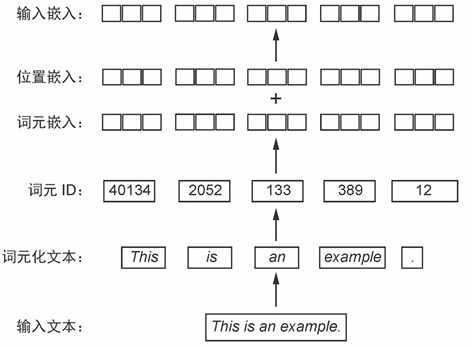 输入嵌入：
位置嵌入：
+
词元嵌入：
词元 ID： 40134 2052 133 389 12
词元化文本： This is an example .
输入文本： This is an example.